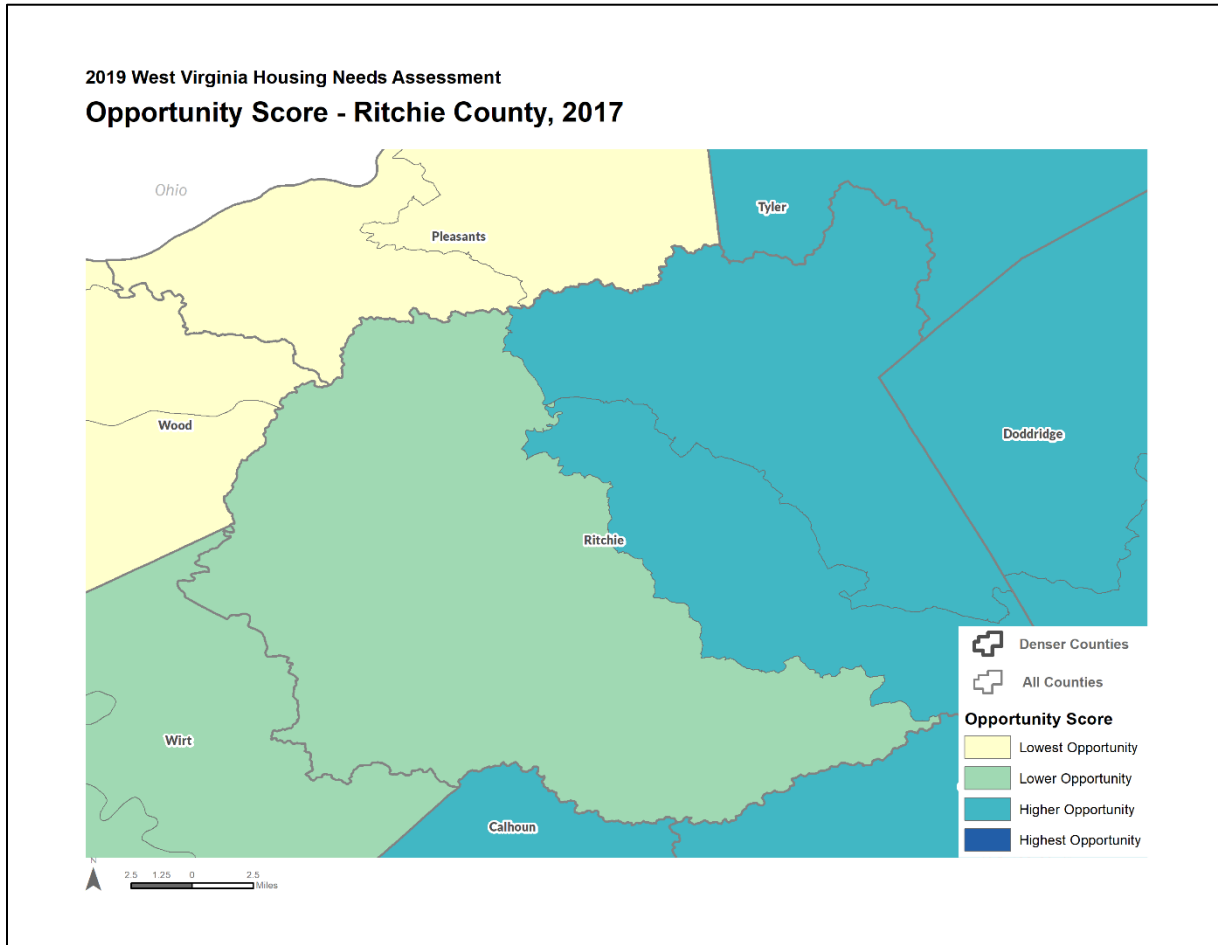 2019 West Virginia Housing Needs Assessment
Opportunity Score - Ritchie County, 2017
Ohio
Tyler
Pleasants
Wood
Doddridge
Ritchie
Wirt
Calhoun
Denser Counties
All Counties
Opportunity Score
Lowest Opportunity
Lower Opportunity
Higher Opportunity
Highest Opportunity
N
2.5 1.25 0 2.5
Miles